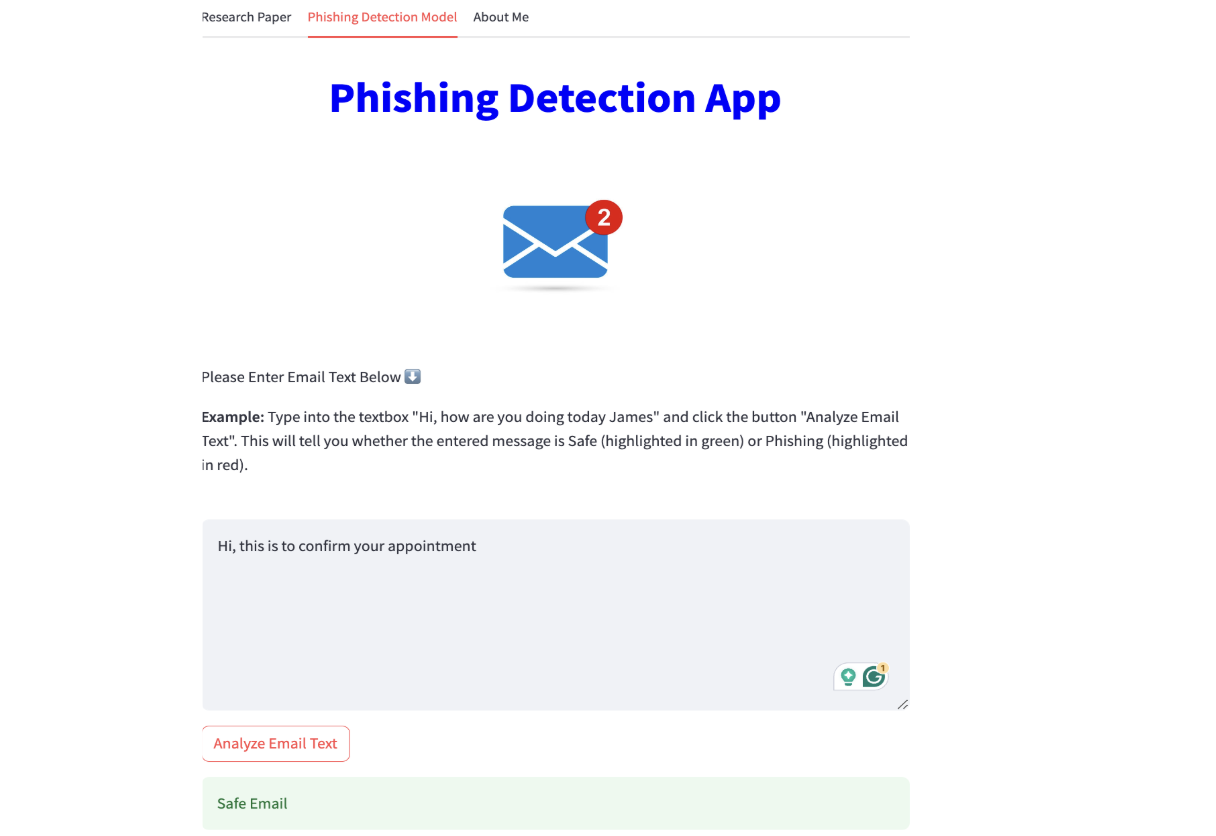 Research Paper Phishing Detection Model About Me
Phishing Detection App
2
Please Enter Email Text Below ⬇️
Example: Type into the textbox "Hi, how are you doing today James" and click the button "Analyze Email
Text". This will tell you whether the entered message is Safe (highlighted in green) or Phishing (highlighted
in red).
Hi, this is to confirm your appointment
1
Analyze Email Text
Safe Email